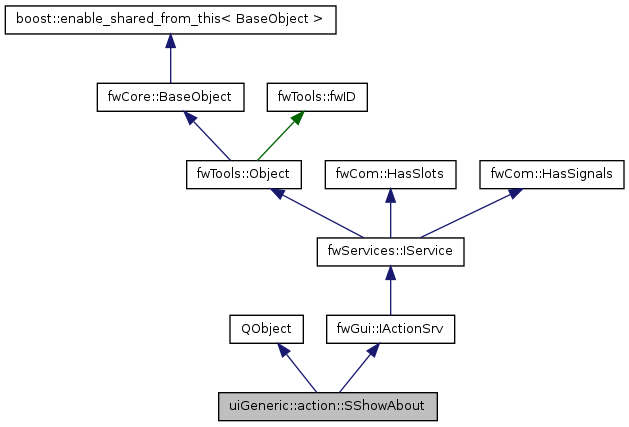 boost::enable_shared_from_this< BaseObject >
fwCore::BaseObject
fwTools::fwID
fwTools::Object
fwCom::HasSlots
fwCom::HasSignals
fwServices::IService
QObject
fwGui::IActionSrv
uiGeneric::action::SShowAbout